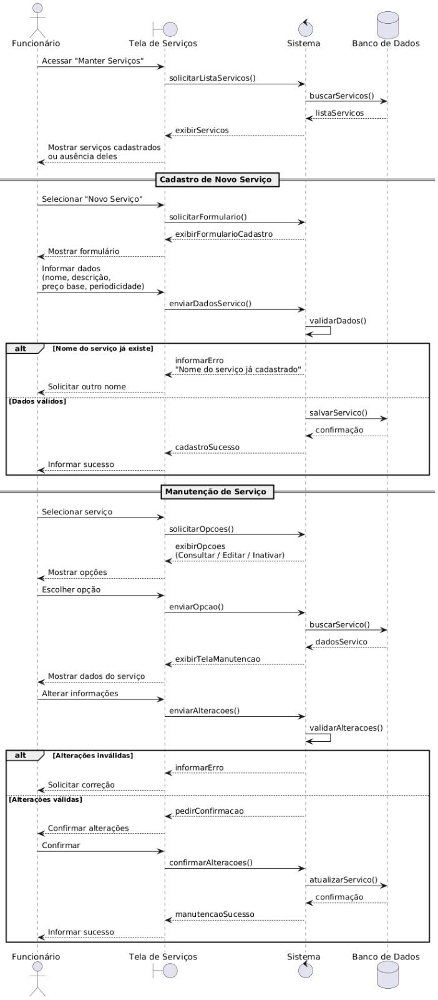 Funcionário
Tela de Serviços
Sistema
Banco de Dados
Acessar "Manter Serviços"
solicitarListaServicos()
buscarServicos()
listaServicos
exibirServicos
Mostrar serviços cadastrados
ou ausência deles
Cadastro de Novo Serviço
Selecionar "Novo Serviço"
solicitarFormulario()
exibirFormularioCadastro
Mostrar formulário
Informar dados
(nome, descrição,
preço base, periodicidade)
enviarDadosServico()
validarDados()
alt [Nome do serviço já existe]
informarErro
"Nome do serviço já cadastrado"
Solicitar outro nome
[Dados válidos]
salvarServico()
confirmação
cadastroSucesso
Informar sucesso
Manutenção de Serviço
Selecionar serviço
solicitarOpcoes()
exibirOpcoes
(Consultar / Editar / Inativar)
Mostrar opções
Escolher opção
enviarOpcao()
buscarServico()
dadosServico
exibirTelaManutencao
Mostrar dados do serviço
Alterar informações
enviarAlteracoes()
validarAlteracoes()
alt [Alterações inválidas]
informarErro
Solicitar correção
[Alterações válidas]
pedirConfirmacao
Confirmar alterações
Confirmar
confirmarAlteracoes()
atualizarServico()
confirmação
manutencaoSucesso
Informar sucesso
Funcionário
Tela de Serviços
Sistema
Banco de Dados